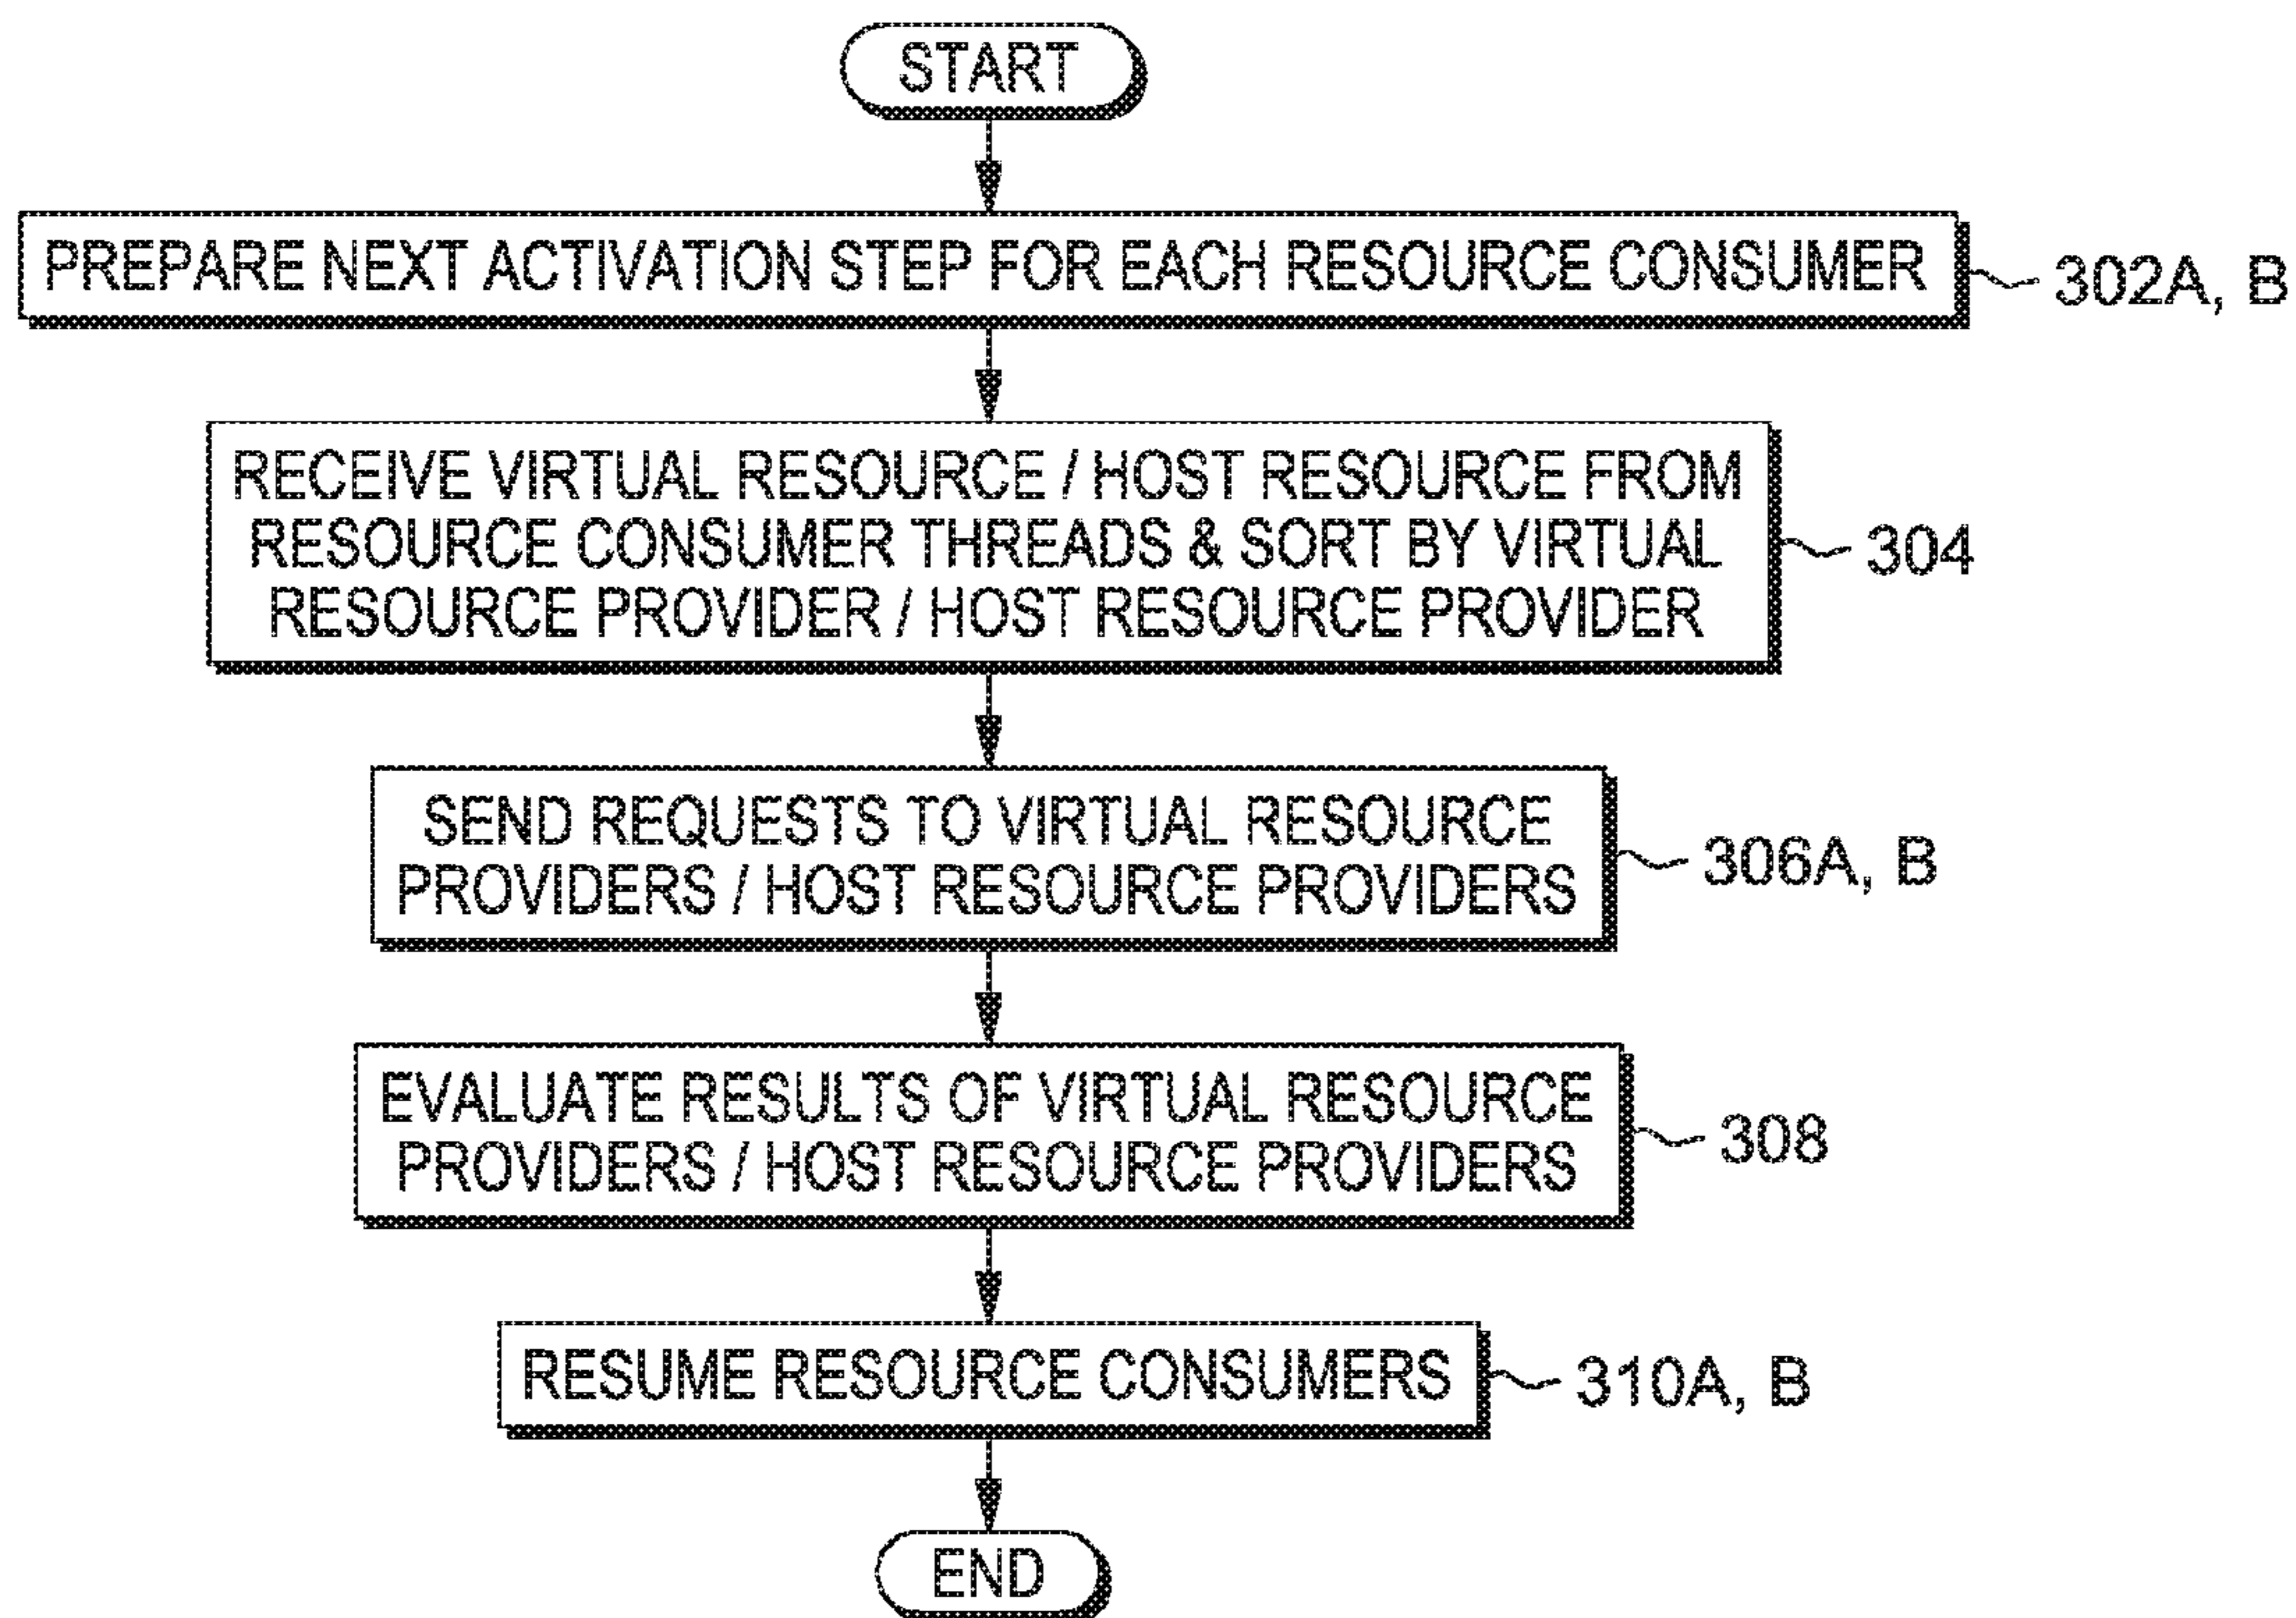 START
PREPARE NEXT ACTIVATION STEP FOR EACH RESOURCE CONSUMER
302A, B
RECEIVE VIRTUAL RESOURCE / HOST RESOURCE FROM
RESOURCE CONSUMER THREADS & SORT BY VIRTUAL
RESOURCE PROVIDER / HOST RESOURCE PROVIDER
304
SEND REQUESTS TO VIRTUAL RESOURCE
PROVIDERS / HOST RESOURCE PROVIDERS
306A, B
EVALUATE RESULTS OF VIRTUAL RESOURCE
PROVIDERS / HOST RESOURCE PROVIDERS
308
RESUME RESOURCE CONSUMERS
310A, B
END